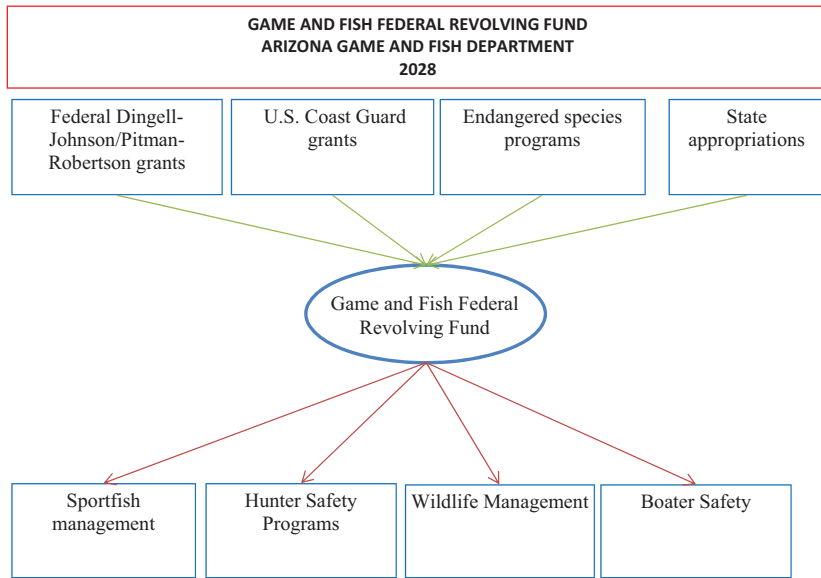 GAME AND FISH FEDERAL REVOLVING FUND
ARIZONA GAME AND FISH DEPARTMENT
2028
Federal Dingell-
Johnson/Pitman-
Robertson grants
U.S. Coast Guard
grants
Endangered species
programs
State
appropriations
Game and Fish Federal
Revolving Fund
Sportfish
management
Hunter Safety
Programs
Wildlife Management
Boater Safety